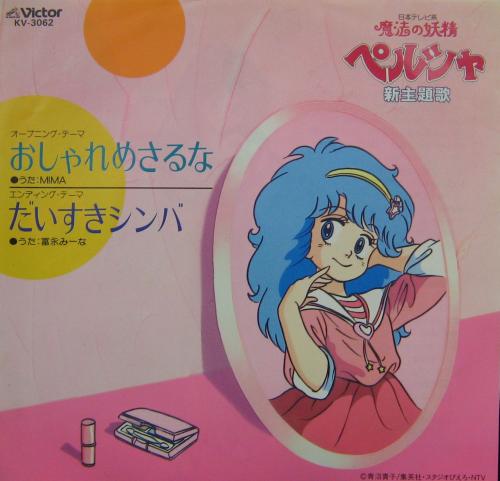 Victor
KV-3062
日本テレビ系
魔法の妖精
ペルシャ
新主題歌
オープニング・テーマ
おしゃれめさるな
●うた:MIMA
エンディング・テーマ
だいすきシンバ
●うた:冨永みーな
©青沼貴子/集英社・スタジオぴえろ・NTV